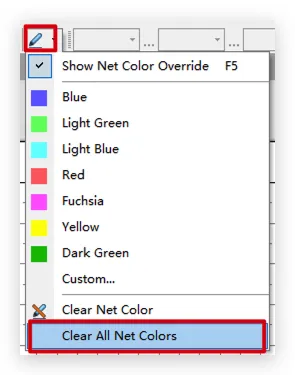 ... ...
Show Net Color Override F5
Blue
Light Green
Light Blue
Red
Fuchsia
Yellow
Dark Green
Custom...
Clear Net Color
Clear All Net Colors